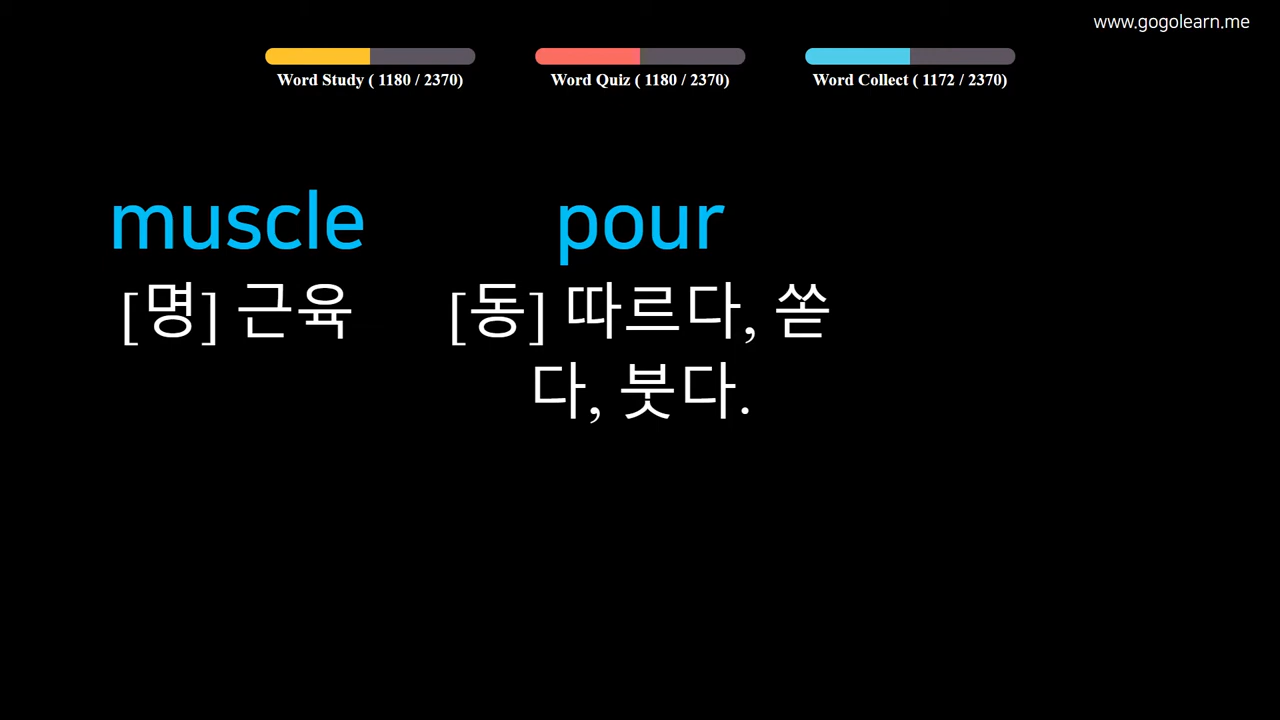 www.gogolearn.me
Word Study ( 1180 / 2370)
Word Quiz ( 1180 / 2370)
Word Collect ( 1172 / 2370)
muscle
[명] 근육
pour
[동] 따르다, 쏟
다, 붓다.